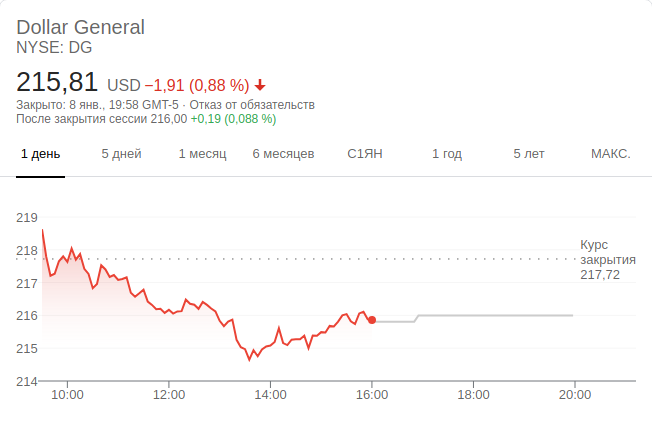 Dollar General
NYSE: DG
215,81 USD −1,91 (0,88 %)
Закрыто: 8 янв., 19:58 GMT-5 · Отказ от обязательств
После закрытия сессии 216,00 +0,19 (0,088 %)
1 день 5 дней 1 месяц 6 месяцев С1ЯН 1 год 5 лет МАКС.
219
218
217
216
215
214
Курс
закрытия
217,72
10:00 12:00 14:00 16:00 18:00 20:00